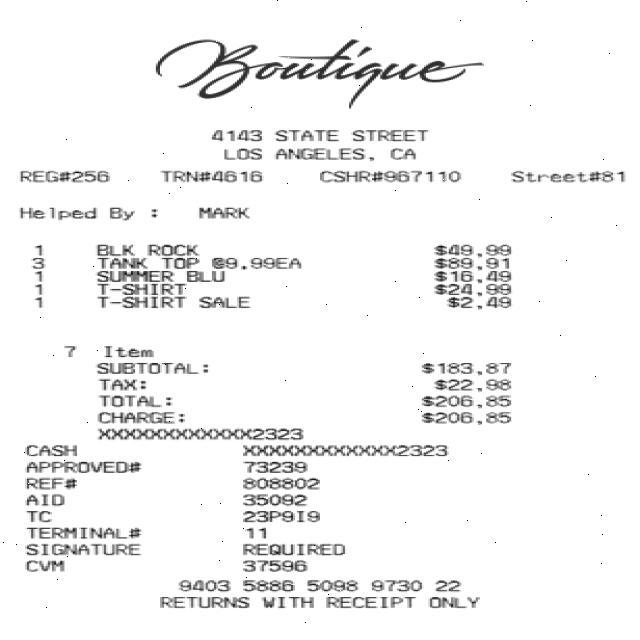 Boutique
4143 STATE STREET
LOS ANGELES, CA
REG#256 TRN#4616 CSHR#967110 Street#81
Helped By : MARK
1 BLK ROCK $49,99
3 TANK TOP @9,99EA $89,91
1 SUMMER BLU $16,49
1 T-SHIRT $24,99
1 T-SHIRT SALE $2,49
7 Item
SUBTOTAL: $183,87
TAX: $22,98
TOTAL: $206,85
CHARGE: $206,85
XXXXXXXXXXXX2323
CASH XXXXXXXXXXXX2323
APPROVED# 73239
REF# 808802
AID 35092
TC 23P9I9
TERMINAL# 11
SIGNATURE REQUIRED
CVM 37596
9403 5886 5098 9730 22
RETURNS WITH RECEIPT ONLY